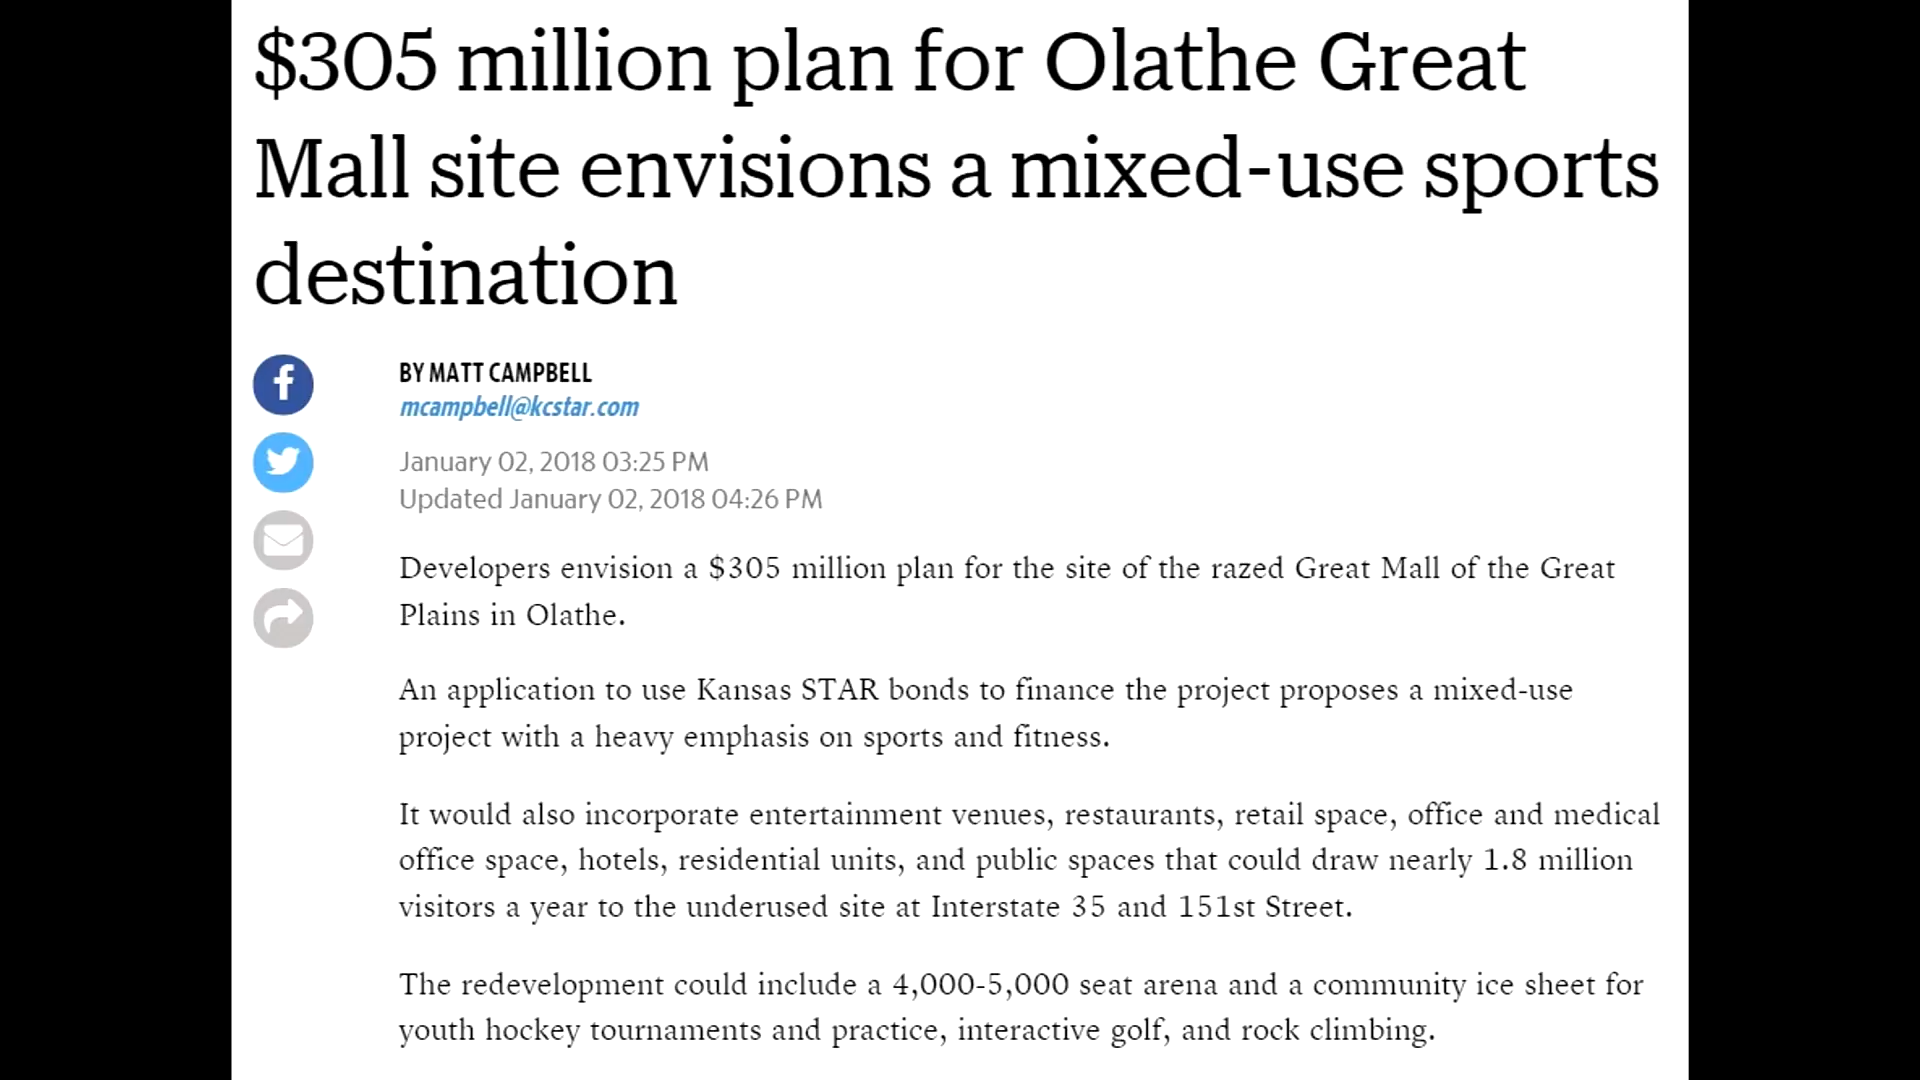 $305 million plan for Olathe Great
Mall site envisions a mixed-use sports
destination
BY MATT CAMPBELL
mcampbell@kcstar.com
January 02, 2018 03:25 PM
Updated January 02, 2018 04:26 PM
Developers envision a $305 million plan for the site of the razed Great Mall of the Great
Plains in Olathe.
An application to use Kansas STAR bonds to finance the project proposes a mixed-use
project with a heavy emphasis on sports and fitness.
It would also incorporate entertainment venues, restaurants, retail space, office and medical
office space, hotels, residential units, and public spaces that could draw nearly 1.8 million
visitors a year to the underused site at Interstate 35 and 151st Street.
The redevelopment could include a 4,000-5,000 seat arena and a community ice sheet for
youth hockey tournaments and practice, interactive golf, and rock climbing.